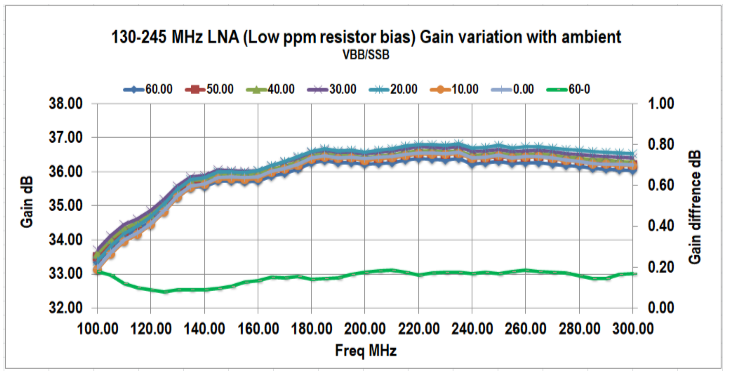 130-245 MHz LNA (Low ppm resistor bias) Gain variation with ambient
VBB/SSB
60.00 50.00 40.00 30.00 20.00 10.00 0.00 60-0
38.00 1.00
37.00 0.80
36.00 0.60
35.00
34.00 0.40
33.00 0.20
32.00 0.00
Gain dB
Gain diffrence dB
100.00 120.00 140.00 160.00 180.00 200.00 220.00 240.00 260.00 280.00 300.00
Freq MHz